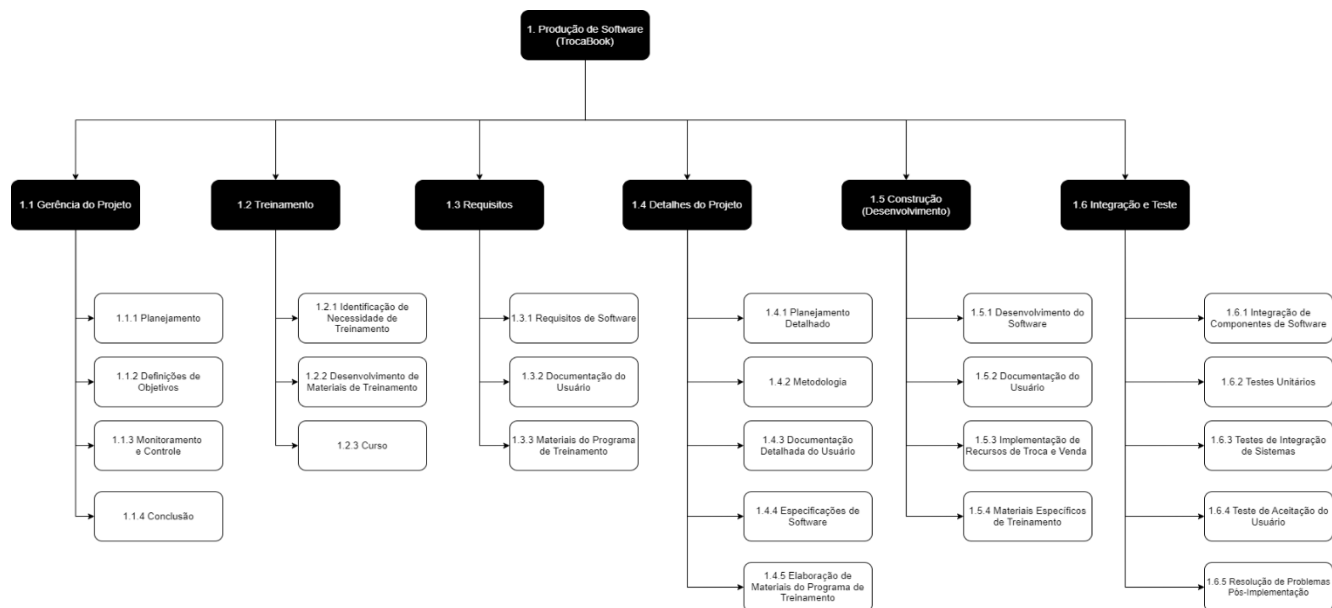 1. Produção de Software
(TrocaBook)
1.1 Gerência do Projeto
1.2 Treinamento
1.3 Requisitos
1.4 Detalhes do Projeto
1.5 Construção
(Desenvolvimento)
1.6 Integração e Teste
1.1.1 Planejamento
1.1.2 Definições de
Objetivos
1.1.3 Monitoramento
e Controle
1.1.4 Conclusão
1.2.1 Identificação de
Necessidade de
Treinamento
1.2.2 Desenvolvimento de
Materiais de Treinamento
1.2.3 Curso
1.3.1 Requisitos de Software
1.3.2 Documentação do
Usuário
1.3.3 Materiais do Programa
de Treinamento
1.4.1 Planejamento
Detalhado
1.4.2 Metodologia
1.4.3 Documentação
Detalhada do Usuário
1.4.4 Especificações de
Software
1.4.5 Elaboração de
Materiais do Programa de
Treinamento
1.5.1 Desenvolvimento do
Software
1.5.2 Documentação do
Usuário
1.5.3 Implementação de
Recursos de Troca e Venda
1.5.4 Materiais Específicos
de Treinamento
1.6.1 Integração de
Componentes de Software
1.6.2 Testes Unitários
1.6.3 Testes de Integração
de Sistemas
1.6.4 Teste de Aceitação do
Usuário
1.6.5 Resolução de Problemas
Pós-Implementação